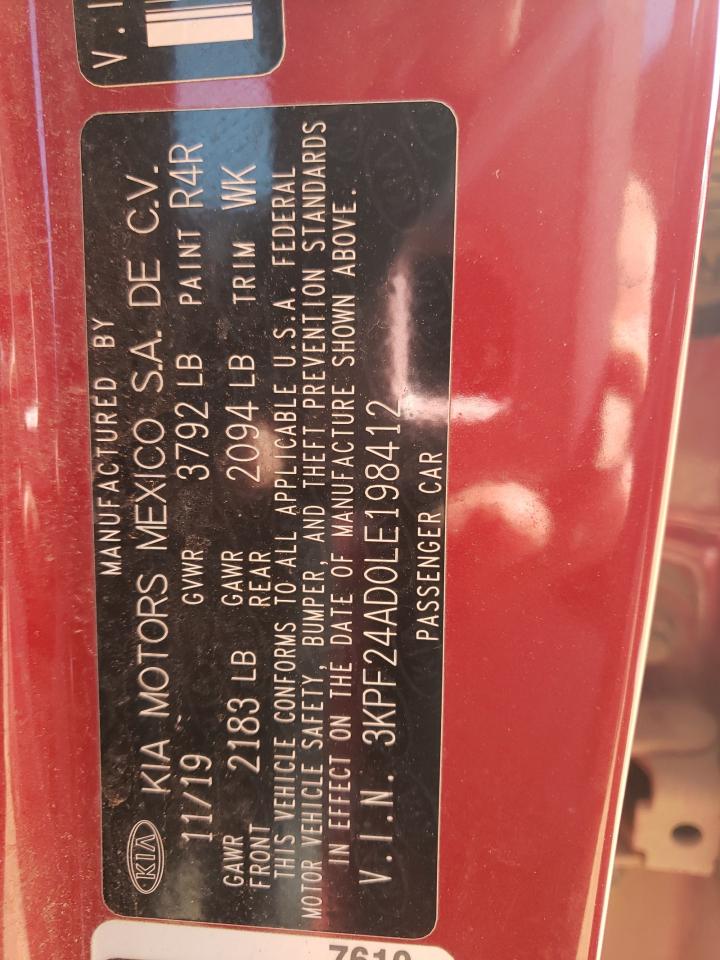 V.I
MANUFACTURED BY
KIA KIA MOTORS MEXICO S.A. DE C.V.
11/19 GVWR 3792 LB PAINT R4R
GAWR FRONT 2183 LB GAWR REAR 2094 LB TRIM WK
THIS VEHICLE CONFORMS TO ALL APPLICABLE U.S.A. FEDERAL
MOTOR VEHICLE SAFETY, BUMPER, AND THEFT PREVENTION STANDARDS
IN EFFECT ON THE DATE OF MANUFACTURE SHOWN ABOVE.
V.I.N. 3KPF24AD0LE198412
PASSENGER CAR
7610